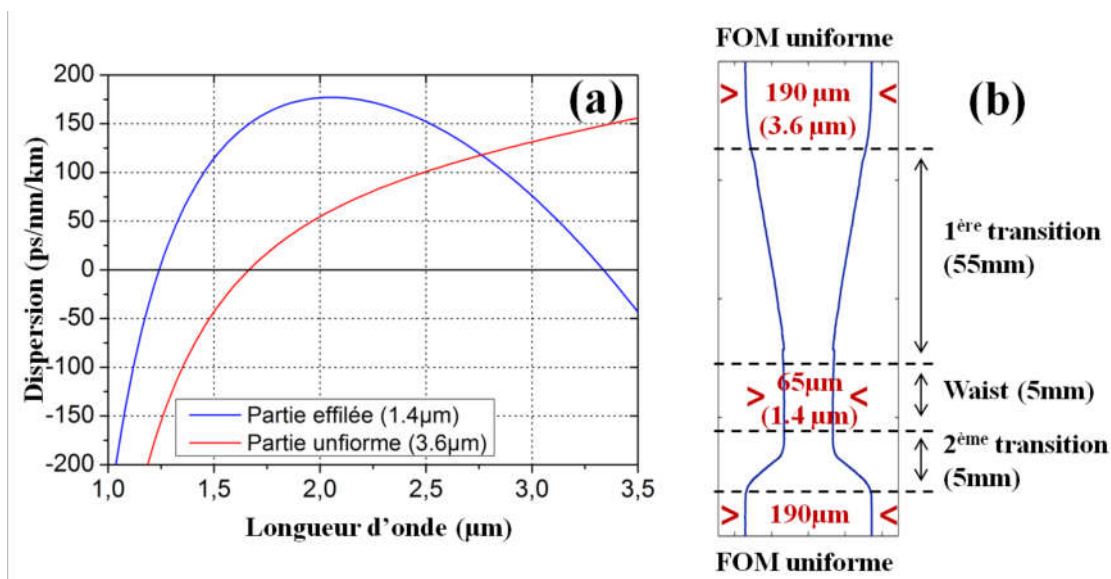 200
150
100
50
0
-50
-100
-150
-200
Dispersion (ps/nm/km)
(a)
Partie effilée (1.4µm)
Partie unfiorme (3.6µm)
1,0 1,5 2,0 2,5 3,0 3,5
Longueur d’onde (µm)
FOM uniforme
(b)
> 190 µm <
(3.6 µm)
1ère transition
(55mm)
65µm
> (1.4 µm) <
Waist (5mm)
2ème transition
(5mm)
> 190µm <
FOM uniforme